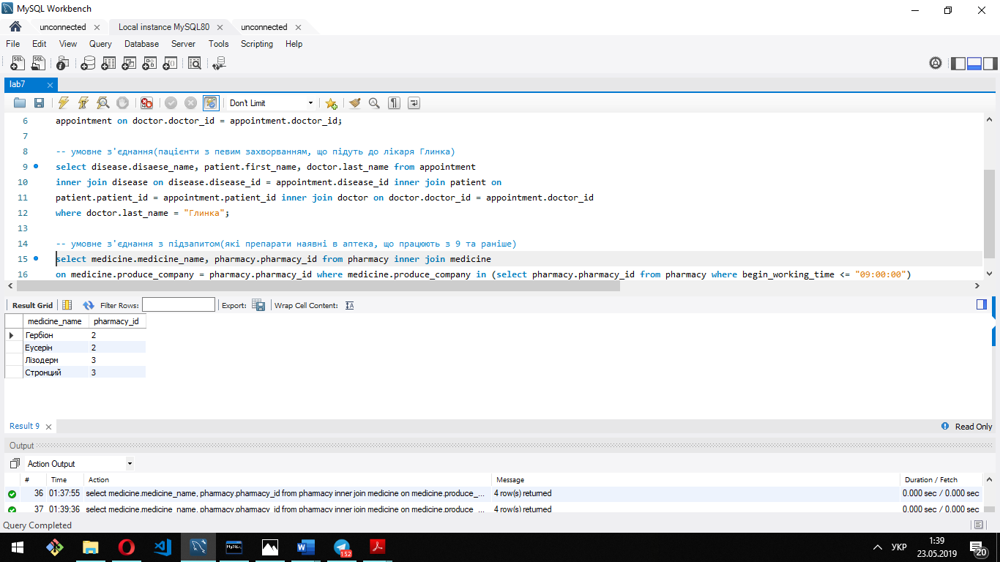 MySQL Workbench
unconnected
Local instance MySQL80
unconnected
File Edit View Query Database Server Tools Scripting Help
lab7
Don't Limit
6 appointment on doctor.doctor_id = appointment.doctor_id;
7
8 -- умовне з'єднання(пацієнти з певим захворванням, що підуть до лікаря Глинка)
9 select disease.disaese_name, patient.first_name, doctor.last_name from appointment
10 inner join disease on disease.disease_id = appointment.disease_id inner join patient on
11 patient.patient_id = appointment.patient_id inner join doctor on doctor.doctor_id = appointment.doctor_id
12 where doctor.last_name = "Глинка";
13
14 -- умовне з'єднання з підзапитом(які препарати наявні в аптека, що працюють з 9 та раніше)
15 select medicine.medicine_name, pharmacy.pharmacy_id from pharmacy inner join medicine
16 on medicine.produce_company = pharmacy.pharmacy_id where medicine.produce_company in (select pharmacy.pharmacy_id from pharmacy where begin_working_time <= "09:00:00")
Result Grid Filter Rows: Export: Wrap Cell Content:
medicine_name pharmacy_id
Гербіон 2
Еусерін 2
Лізодерм 3
Стронций 3
Result 9
Read Only
Output
Action Output
# Time Action Message Duration / Fetch
36 01:37:55 select medicine.medicine_name, pharmacy.pharmacy_id from pharmacy inner join medicine on medicine.produce_... 4 row(s) returned 0.000 sec / 0.000 sec
37 01:39:36 select medicine.medicine_name, pharmacy.pharmacy_id from pharmacy inner join medicine on medicine.produce_... 4 row(s) returned 0.000 sec / 0.000 sec
Query Completed
152
УКР
1:39
23.05.2019
20